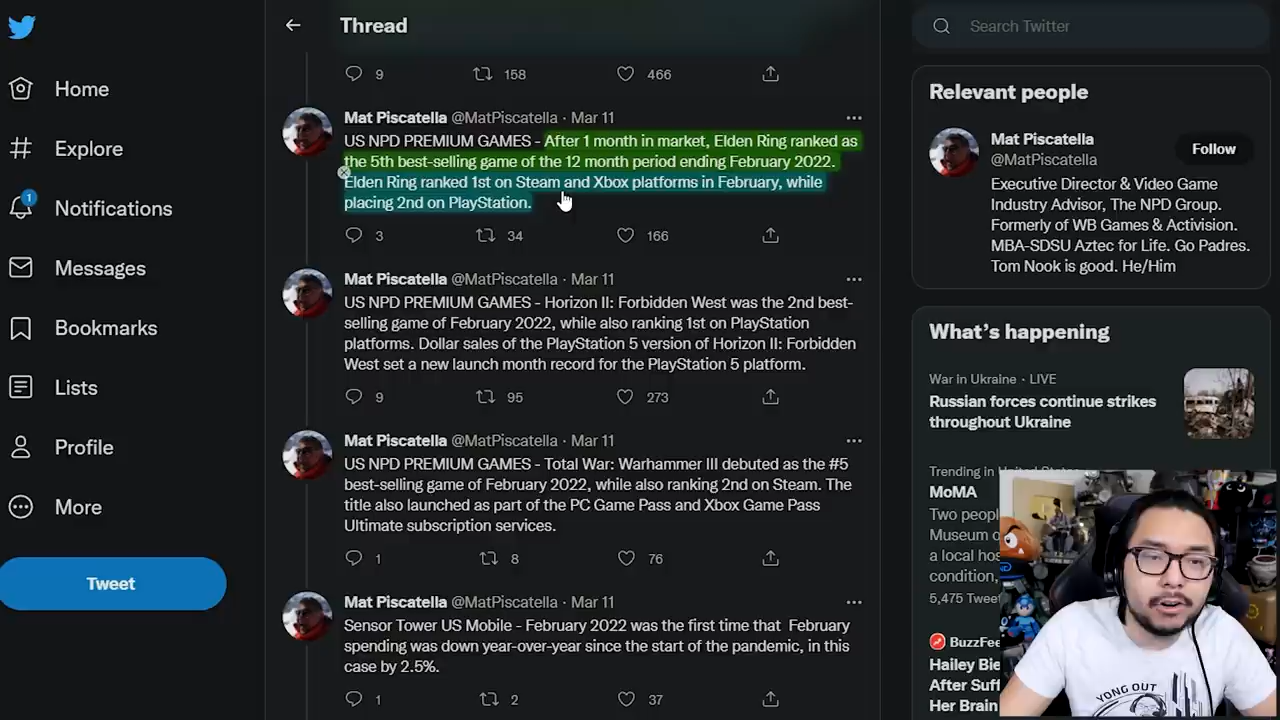 Home
Explore
1
Notifications
Messages
Bookmarks
Lists
Profile
More
Tweet
Thread
9 158 466
Mat Piscatella @MatPiscatella · Mar 11
US NPD PREMIUM GAMES - After 1 month in market, Elden Ring ranked as
the 5th best-selling game of the 12 month period ending February 2022.
Elden Ring ranked 1st on Steam and Xbox platforms in February, while
placing 2nd on PlayStation.
3 34 166
Mat Piscatella @MatPiscatella · Mar 11
US NPD PREMIUM GAMES - Horizon II: Forbidden West was the 2nd best-
selling game of February 2022, while also ranking 1st on PlayStation
platforms. Dollar sales of the PlayStation 5 version of Horizon II: Forbidden
West set a new launch month record for the PlayStation 5 platform.
9 95 273
Mat Piscatella @MatPiscatella · Mar 11
US NPD PREMIUM GAMES - Total War: Warhammer III debuted as the #5
best-selling game of February 2022, while also ranking 2nd on Steam. The
title also launched as part of the PC Game Pass and Xbox Game Pass
Ultimate subscription services.
1 8 76
Mat Piscatella @MatPiscatella · Mar 11
Sensor Tower US Mobile - February 2022 was the first time that February
spending was down year-over-year since the start of the pandemic, in this
case by 2.5%.
1 2 37
Search Twitter
Relevant people
Mat Piscatella
@MatPiscatella
Follow
Executive Director & Video Game
Industry Advisor, The NPD Group.
Formerly of WB Games & Activision.
MBA-SDSU Aztec for Life. Go Padres.
Tom Nook is good. He/Him
What's happening
War in Ukraine · LIVE
Russian forces continue strikes
throughout Ukraine
Trending in United States
MoMA
Two peop
Museum o
a local hos
condition,
5,475 Tweet
BuzzFee
Hailey Bie
After Suff
Her Brain
YONG OUT